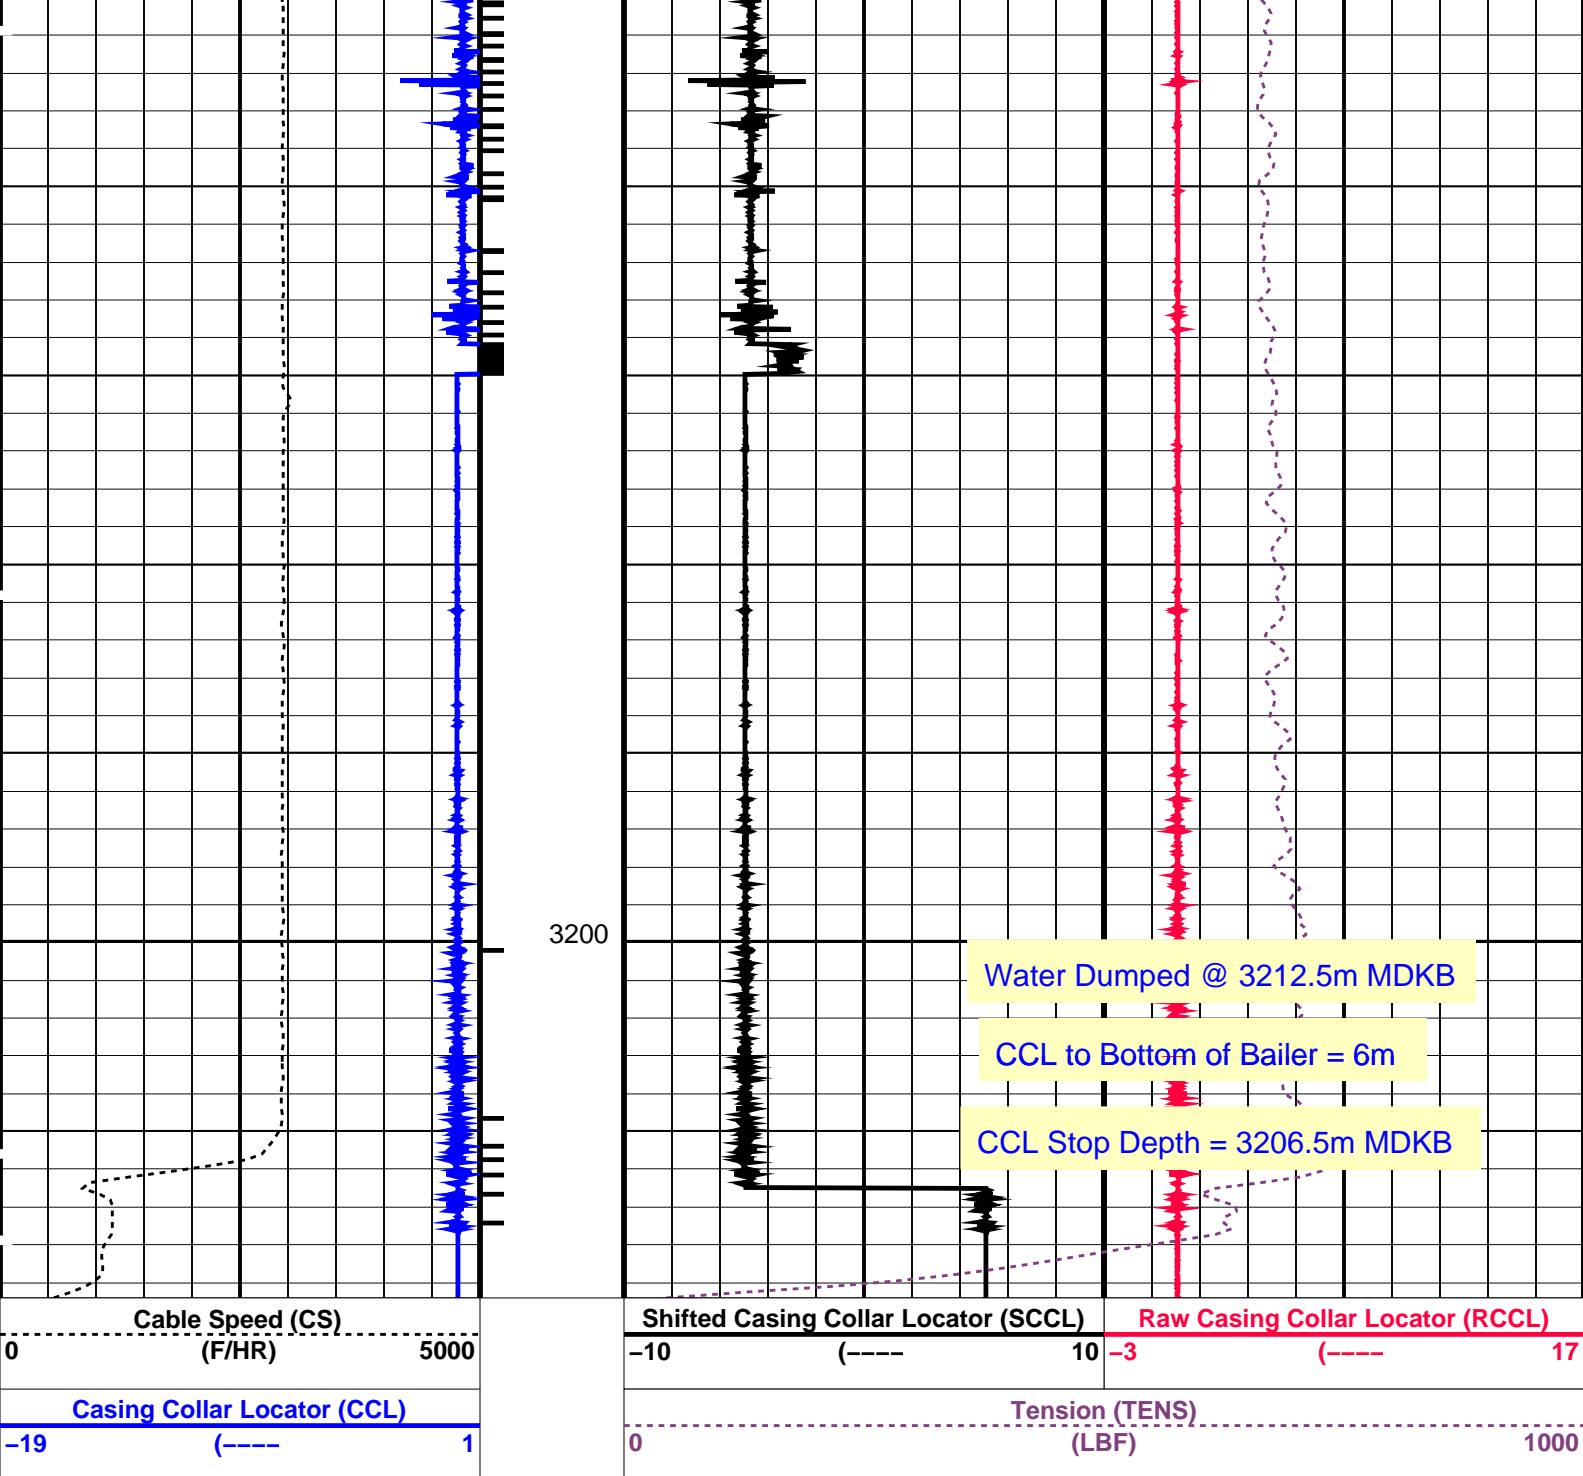 3200
Water Dumped @ 3212.5m MDKB
CCL to Bottom of Bailer = 6m
CCL Stop Depth = 3206.5m MDKB
Cable Speed (CS)
0 (F/HR) 5000
Shifted Casing Collar Locator (SCCL)
−10 (−−−− 10
Raw Casing Collar Locator (RCCL)
−3 (−−−− 17
Casing Collar Locator (CCL)
−19 (−−−− 1
Tension (TENS)
0 (LBF) 1000